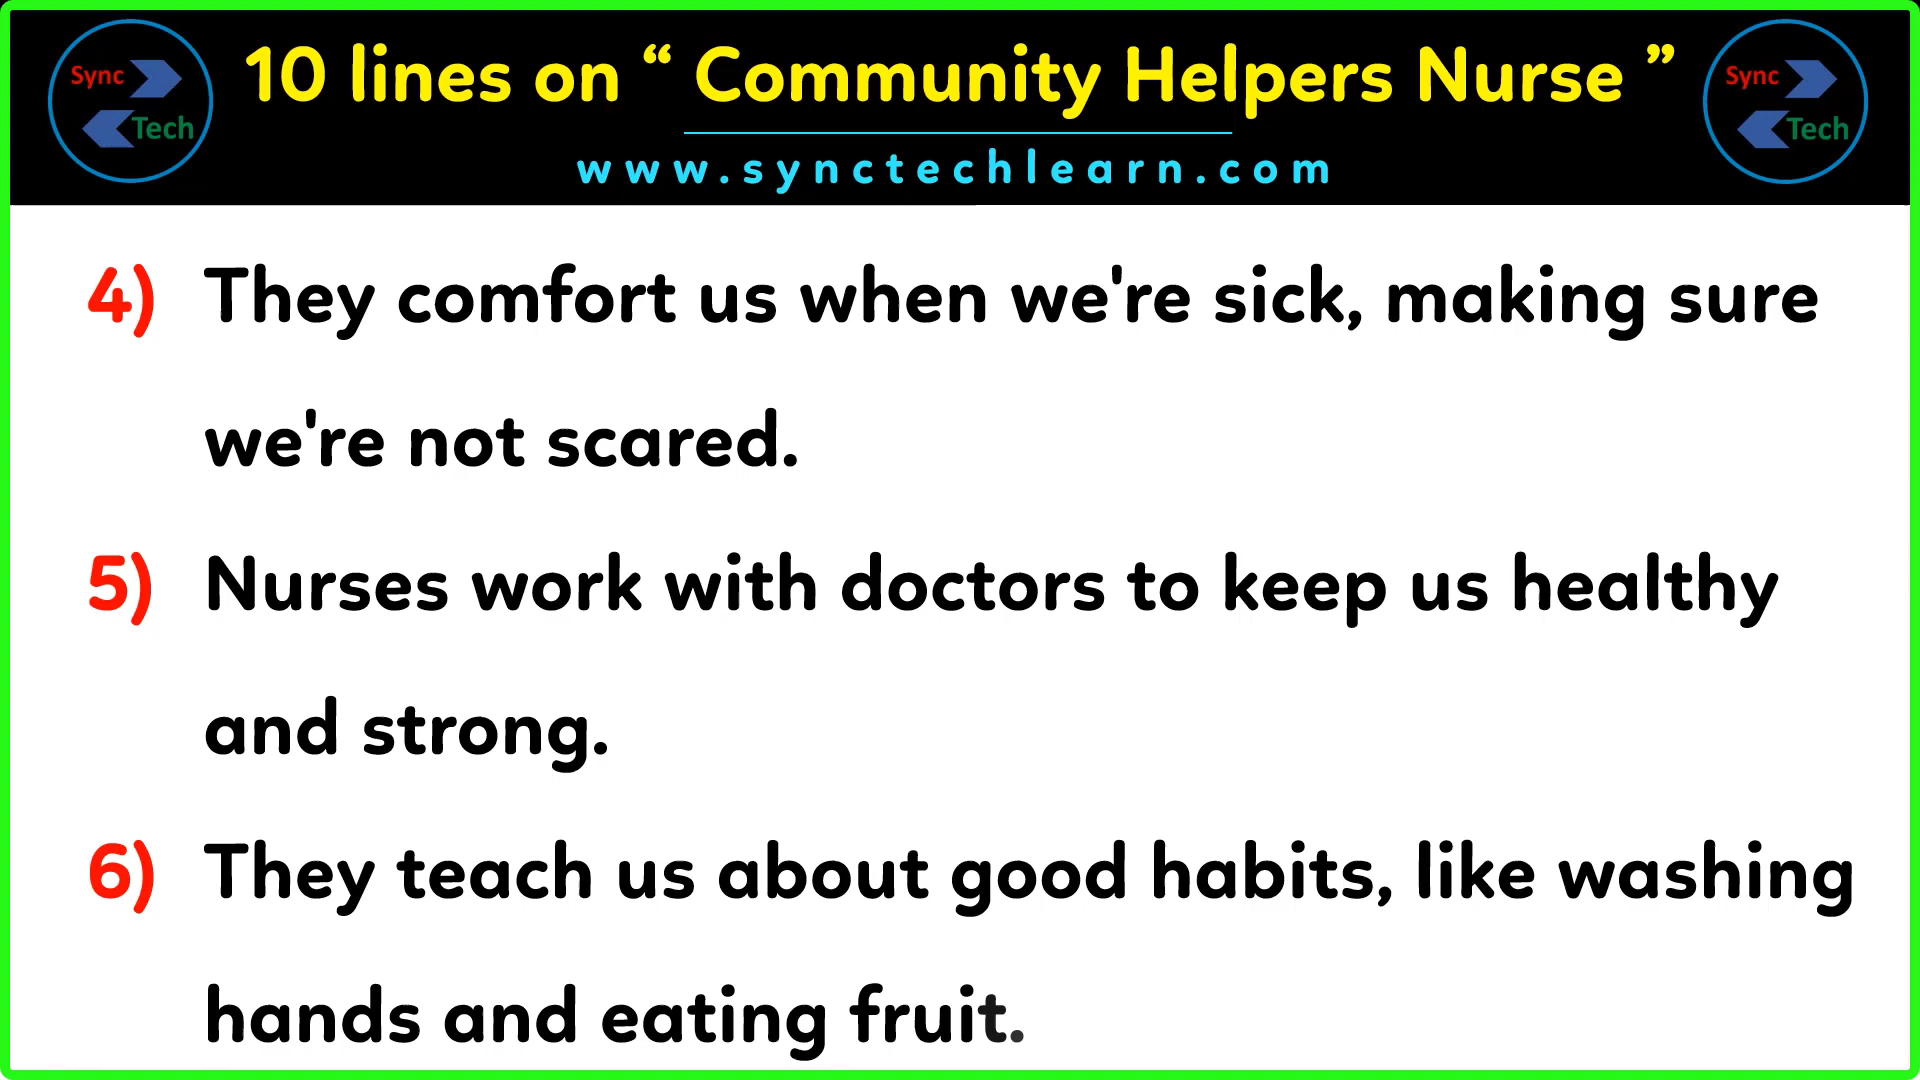 Sync
Tech
10 lines on “ Community Helpers Nurse ”
Sync
Tech
www.synctechlearn.com
4) They comfort us when we're sick, making sure
we're not scared.
5) Nurses work with doctors to keep us healthy
and strong.
6) They teach us about good habits, like washing
hands and eating fruit.